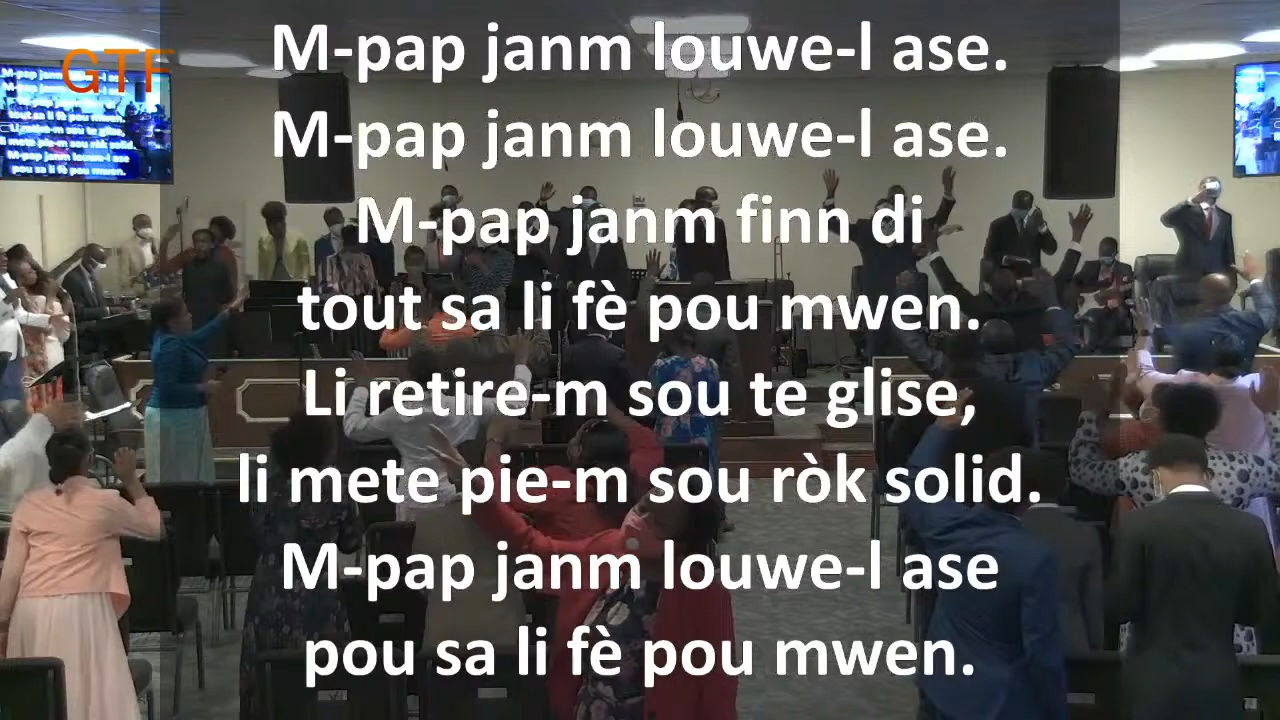 GTF
M-pap janm louwe-l ase.
M-pap janm louwe-l ase.
M-pap janm finn di
tout sa li fè pou mwen.
Li retire-m sou te glise,
li mete pie-m sou ròk solid.
M-pap janm louwe-l ase
pou sa li fè pou mwen.